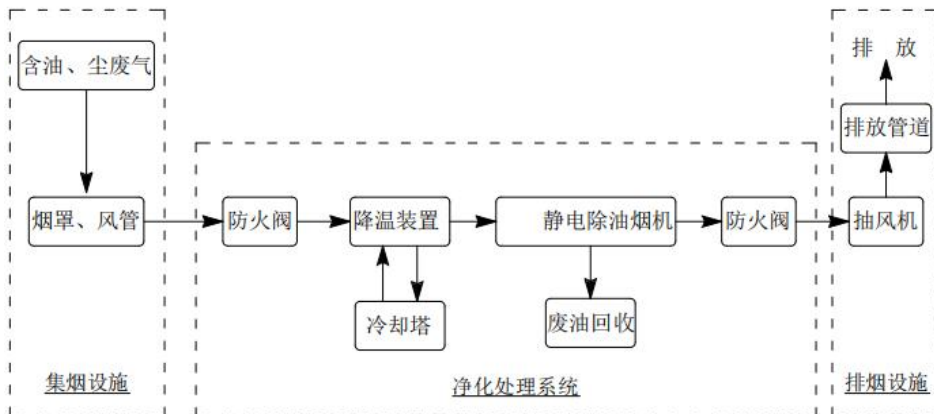 含油、尘废气
烟罩、风管
集烟设施
防火阀
降温装置
静电除油烟机
防火阀
冷却塔
废油回收
净化处理系统
排 放
排放管道
抽风机
排烟设施